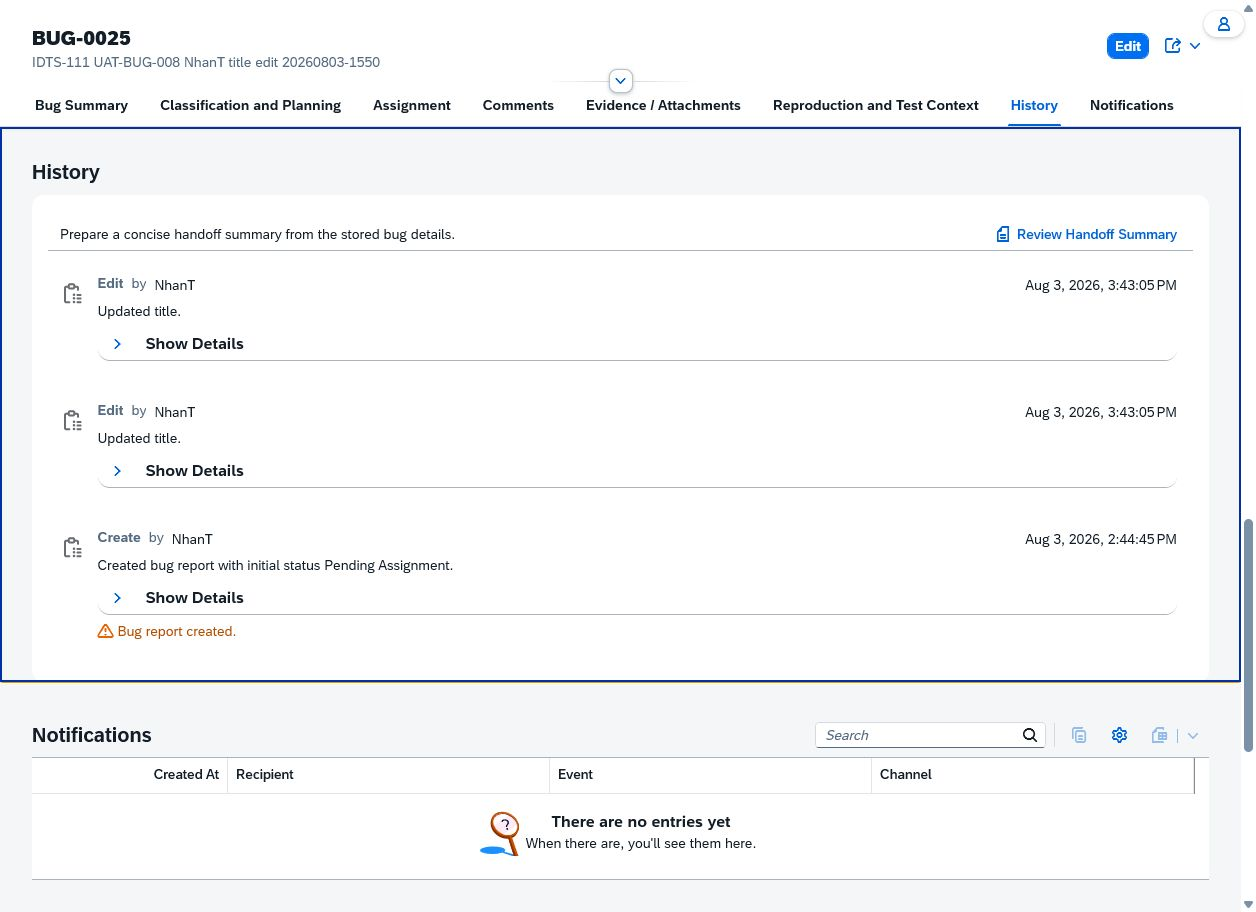 BUG-0025
IDTS-111 UAT-BUG-008 NhanT title edit 20260803-1550
Edit
Bug Summary
Classification and Planning
Assignment
Comments
Evidence / Attachments
Reproduction and Test Context
History
Notifications
History
Prepare a concise handoff summary from the stored bug details.
Review Handoff Summary
Edit by NhanT
Aug 3, 2026, 3:43:05 PM
Updated title.
Show Details
Edit by NhanT
Aug 3, 2026, 3:43:05 PM
Updated title.
Show Details
Create by NhanT
Aug 3, 2026, 2:44:45 PM
Created bug report with initial status Pending Assignment.
Show Details
Bug report created.
Notifications
Search
Created At
Recipient
Event
Channel
?
There are no entries yet
When there are, you'll see them here.